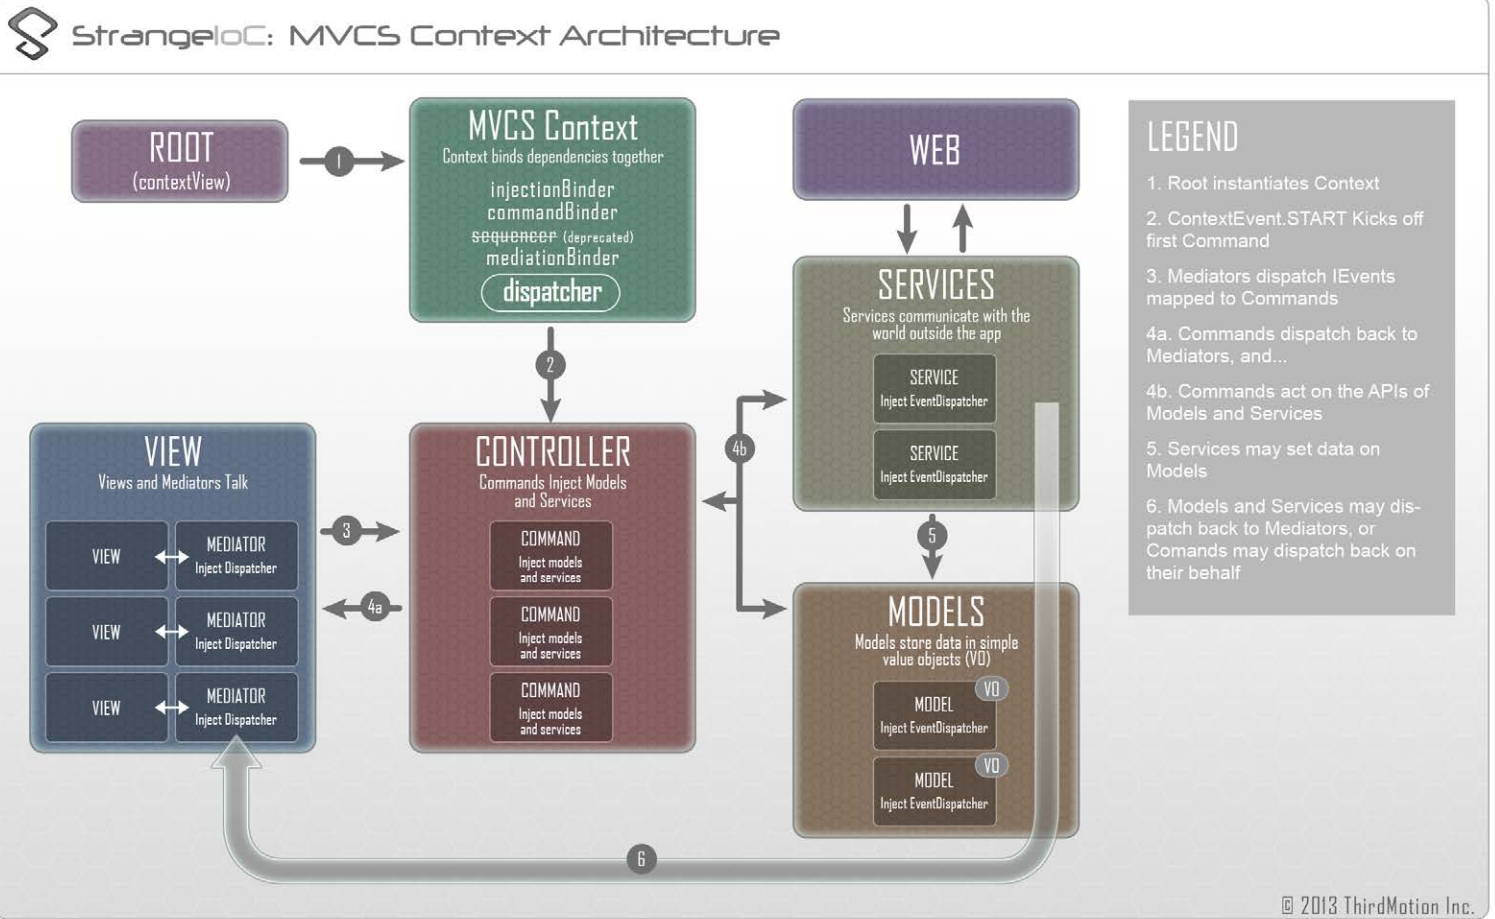 StrangeIoC: MVCS Context Architecture
ROOT
(contextView)
1
MVCS Context
Context binds dependencies together
injectionBinder
commandBinder
sequencer (deprecated)
mediationBinder
dispatcher
2
WEB
SERVICES
Services communicate with the
world outside the app
SERVICE
Inject EventDispatcher
SERVICE
Inject EventDispatcher
VIEW
Views and Mediators Talk
VIEW
MEDIATOR
Inject Dispatcher
VIEW
MEDIATOR
Inject Dispatcher
VIEW
MEDIATOR
Inject Dispatcher
3
4a
CONTROLLER
Commands Inject Models
and Services
COMMAND
Inject models
and services
COMMAND
Inject models
and services
COMMAND
Inject models
and services
4b
5
MODELS
Models store data in simple
value objects (VO)
VO
MODEL
Inject EventDispatcher
VO
MODEL
Inject EventDispatcher
6
LEGEND
1. Root instantiates Context
2. ContextEvent.START Kicks off
first Command
3. Mediators dispatch IEvents
mapped to Commands
4a. Commands dispatch back to
Mediators, and...
4b. Commands act on the APIs of
Models and Services
5. Services may set data on
Models
6. Models and Services may dis-
patch back to Mediators, or
Comands may dispatch back on
their behalf
© 2013 ThirdMotion Inc.